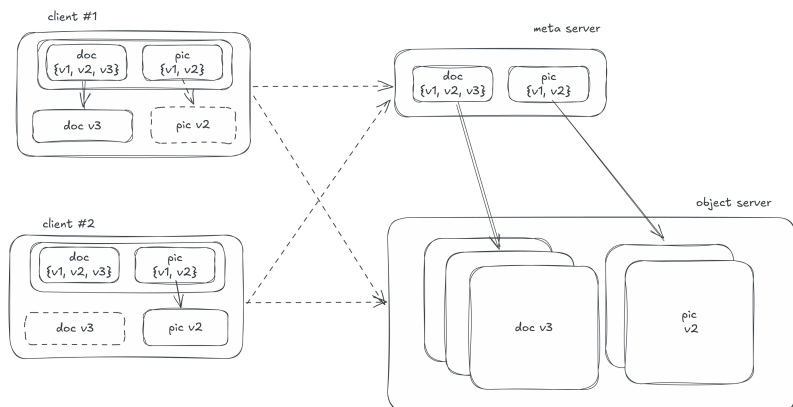 client #1
doc
{v1, v2, v3}
pic
{v1, v2}
doc v3
pic v2
meta server
doc
{v1, v2, v3}
pic
{v1, v2}
client #2
doc
{v1, v2, v3}
pic
{v1, v2}
doc v3
pic v2
object server
doc v3
pic
v2